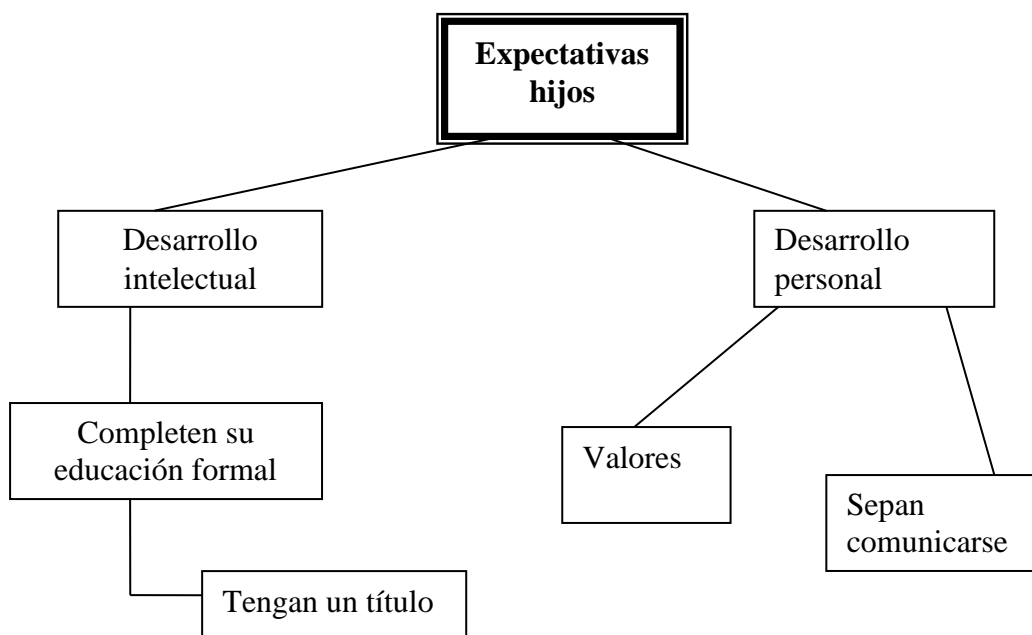 Expectativas
hijos
Desarrollo
intelectual
Desarrollo
personal
Completen su
educación formal
Valores
Sepan
comunicarse
Tengan un título